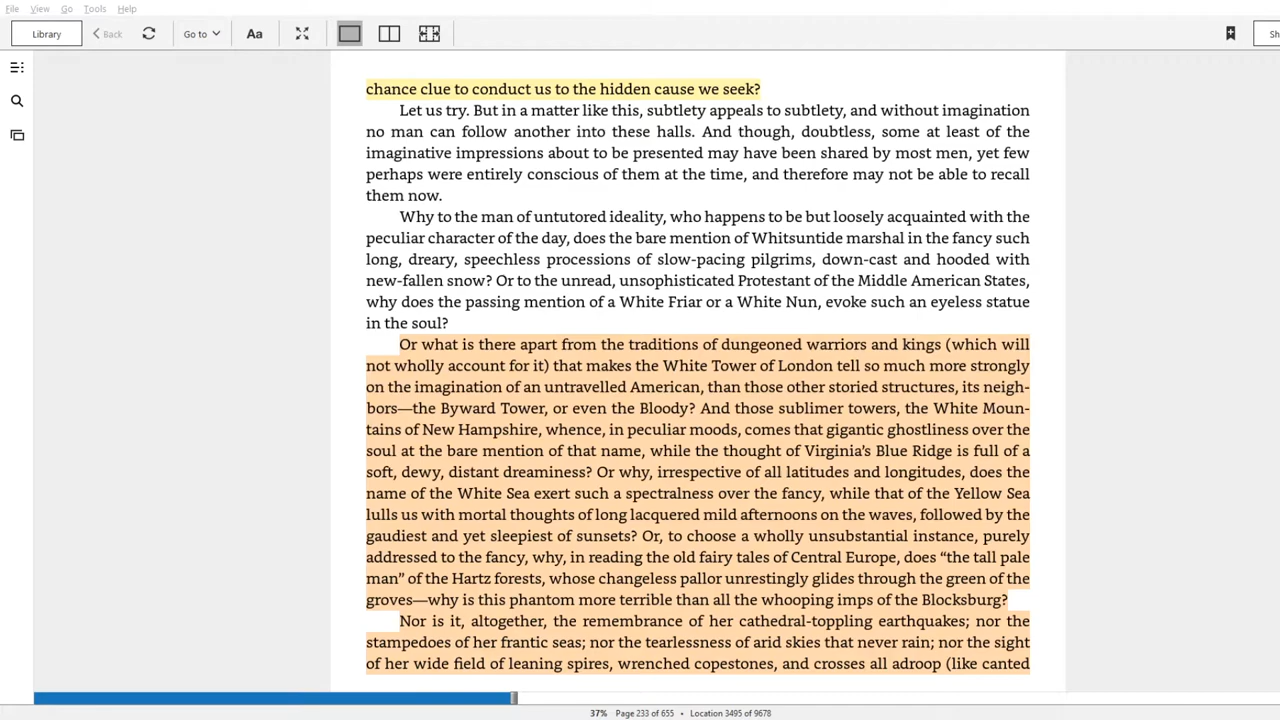 File View Go Tools Help
Library Back Go to Aa Sh
chance clue to conduct us to the hidden cause we seek?
Let us try. But in a matter like this, subtlety appeals to subtlety, and without imagination
no man can follow another into these halls. And though, doubtless, some at least of the
imaginative impressions about to be presented may have been shared by most men, yet few
perhaps were entirely conscious of them at the time, and therefore may not be able to recall
them now.
Why to the man of untutored ideality, who happens to be but loosely acquainted with the
peculiar character of the day, does the bare mention of Whitsuntide marshal in the fancy such
long, dreary, speechless processions of slow-pacing pilgrims, down-cast and hooded with
new-fallen snow? Or to the unread, unsophisticated Protestant of the Middle American States,
why does the passing mention of a White Friar or a White Nun, evoke such an eyeless statue
in the soul?
Or what is there apart from the traditions of dungeoned warriors and kings (which will
not wholly account for it) that makes the White Tower of London tell so much more strongly
on the imagination of an untravelled American, than those other storied structures, its neigh-
bors—the Byward Tower, or even the Bloody? And those sublimer towers, the White Moun-
tains of New Hampshire, whence, in peculiar moods, comes that gigantic ghostliness over the
soul at the bare mention of that name, while the thought of Virginia’s Blue Ridge is full of a
soft, dewy, distant dreaminess? Or why, irrespective of all latitudes and longitudes, does the
name of the White Sea exert such a spectralness over the fancy, while that of the Yellow Sea
lulls us with mortal thoughts of long lacquered mild afternoons on the waves, followed by the
gaudiest and yet sleepiest of sunsets? Or, to choose a wholly unsubstantial instance, purely
addressed to the fancy, why, in reading the old fairy tales of Central Europe, does “the tall pale
man” of the Hartz forests, whose changeless pallor unrestingly glides through the green of the
groves—why is this phantom more terrible than all the whooping imps of the Blocksburg?
Nor is it, altogether, the remembrance of her cathedral-toppling earthquakes; nor the
stampedoes of her frantic seas; nor the tearlessness of arid skies that never rain; nor the sight
of her wide field of leaning spires, wrenched copestones, and crosses all adroop (like canted
37% Page 233 of 655 • Location 3495 of 9678